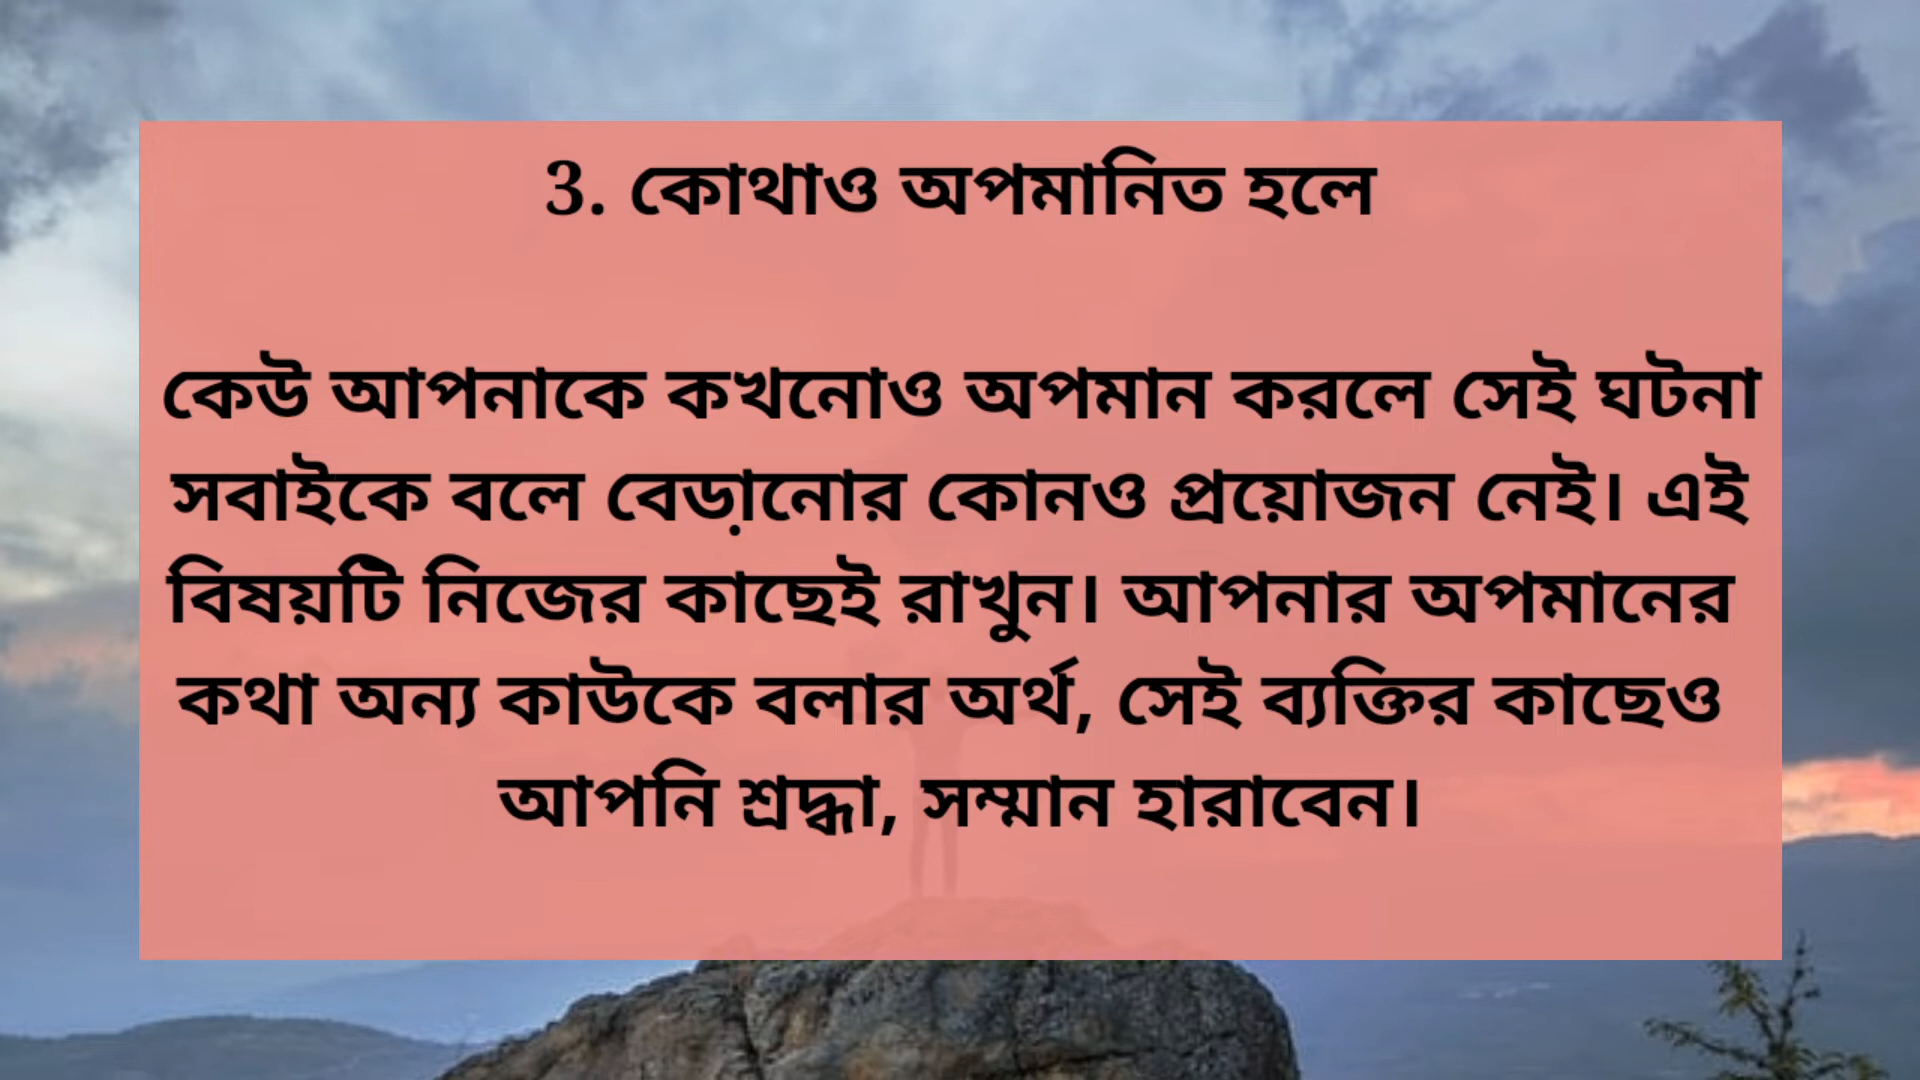 3. কোথাও অপমানিত হলে
কেউ আপনাকে কখনোও অপমান করলে সেই ঘটনা
সবাইকে বলে বেড়ানোর কোনও প্রয়োজন নেই। এই
বিষয়টি নিজের কাছেই রাখুন। আপনার অপমানের
কথা অন্য কাউকে বলার অর্থ, সেই ব্যক্তির কাছেও
আপনি শ্রদ্ধা, সম্মান হারাবেন।